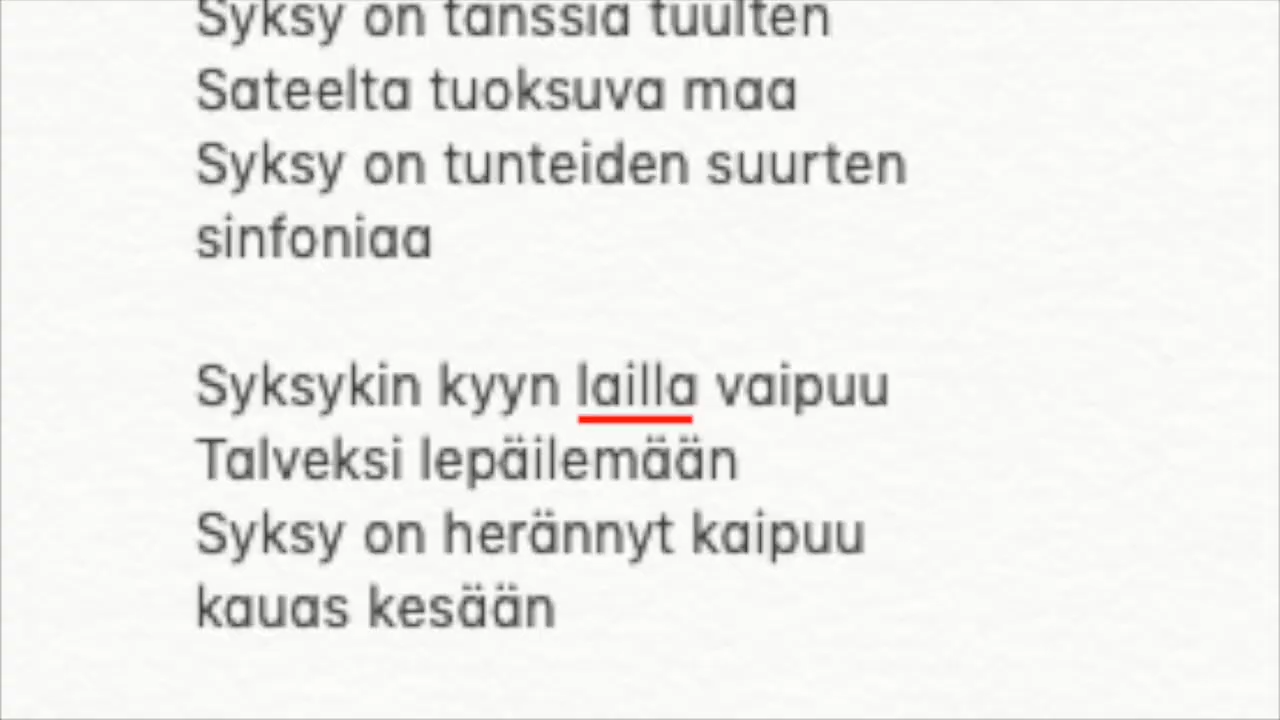 Syksy on tanssia tuulten
Sateelta tuoksuva maa
Syksy on tunteiden suurten
sinfoniaa
Syksykin kyyn lailla vaipuu
Talveksi lepäilemään
Syksy on herännyt kaipuu
kauas kesään